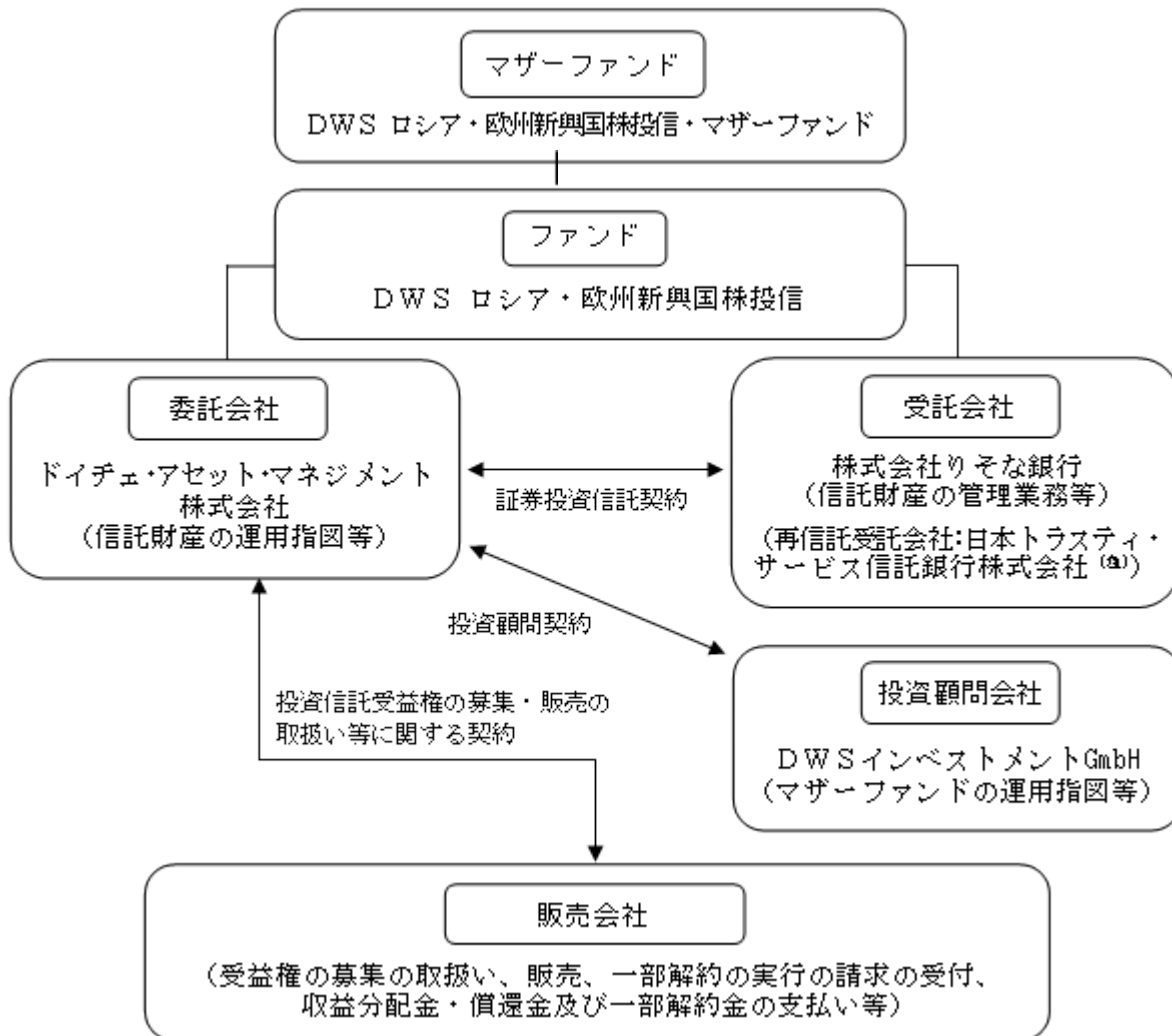 マザーファンド
DWS ロシア・欧州新興国株投信・マザーファンド
ファンド
DWS ロシア・欧州新興国株投信
委託会社
ドイチェ・アセット・マネジメント
株式会社
(信託財産の運用指図等)
証券投資信託契約
受託会社
株式会社りそな銀行
(信託財産の管理業務等)
(再信託受託会社:日本トラスティ・
サービス信託銀行株式会社 )
投資顧問契約
投資顧問会社
DWSインベストメントGmbH
(マザーファンドの運用指図等)
投資信託受益権の募集・販売の
取扱い等に関する契約
販売会社
(受益権の募集の取扱い、販売、一部解約の実行の請求の受付、
収益分配金・償還金及び一部解約金の支払い等)